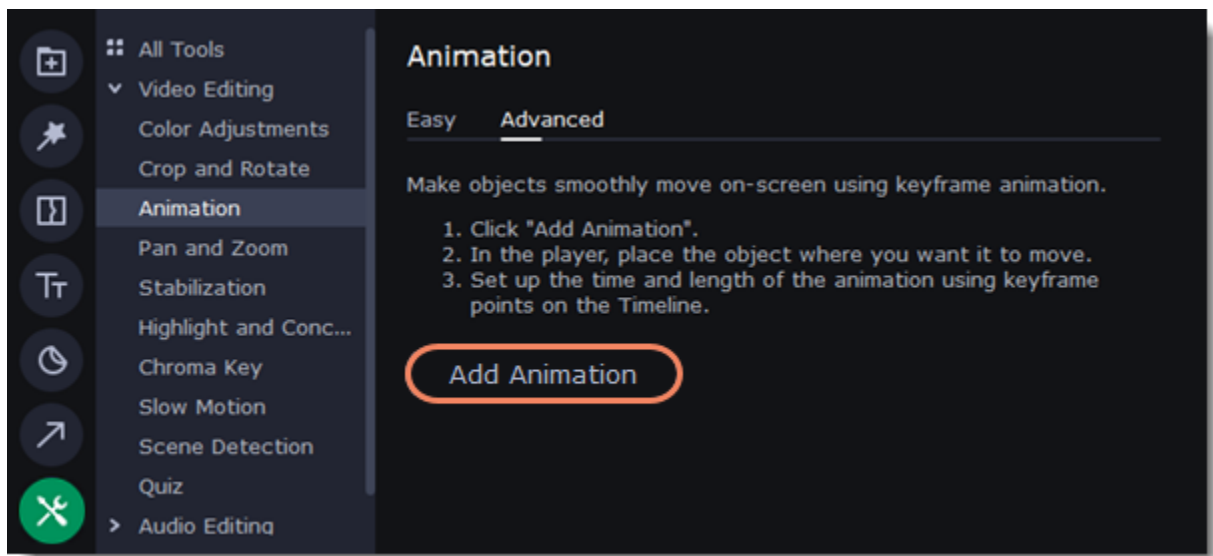 All Tools
Video Editing
Color Adjustments
Crop and Rotate
Animation
Pan and Zoom
Stabilization
Highlight and Conc...
Chroma Key
Slow Motion
Scene Detection
Quiz
Audio Editing
Animation
Easy Advanced
Make objects smoothly move on-screen using keyframe animation.
1. Click "Add Animation".
2. In the player, place the object where you want it to move.
3. Set up the time and length of the animation using keyframe
points on the Timeline.
Add Animation